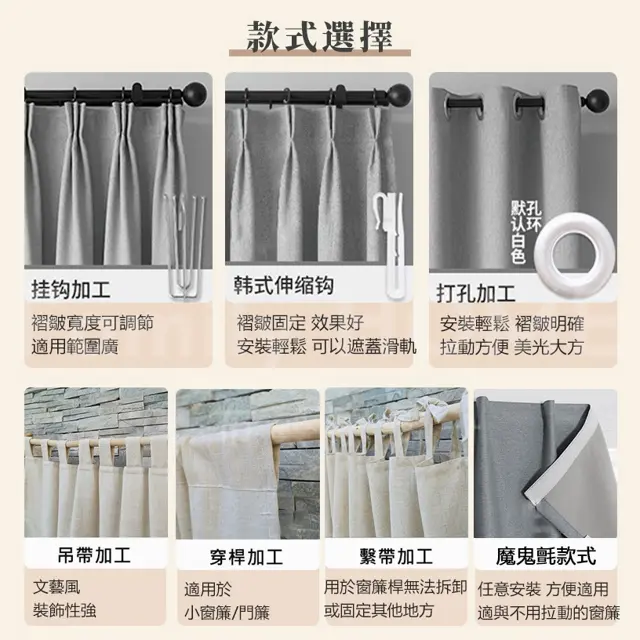 款式選擇
挂钩加工
褶皺寬度可調節
適用範圍廣
韩式伸缩钩
褶皺固定 效果好
安裝輕鬆 可以遮蓋滑軌
孔环
默认白色
打孔加工
安裝輕鬆 褶皺明確
拉動方便 美光大方
吊帶加工
文藝風
裝飾性強
穿桿加工
適用於
小窗簾/門簾
繫帶加工
用於窗簾桿無法拆卸
或固定其他地方
魔鬼氈款式
任意安裝 方便適用
適與不用拉動的窗簾